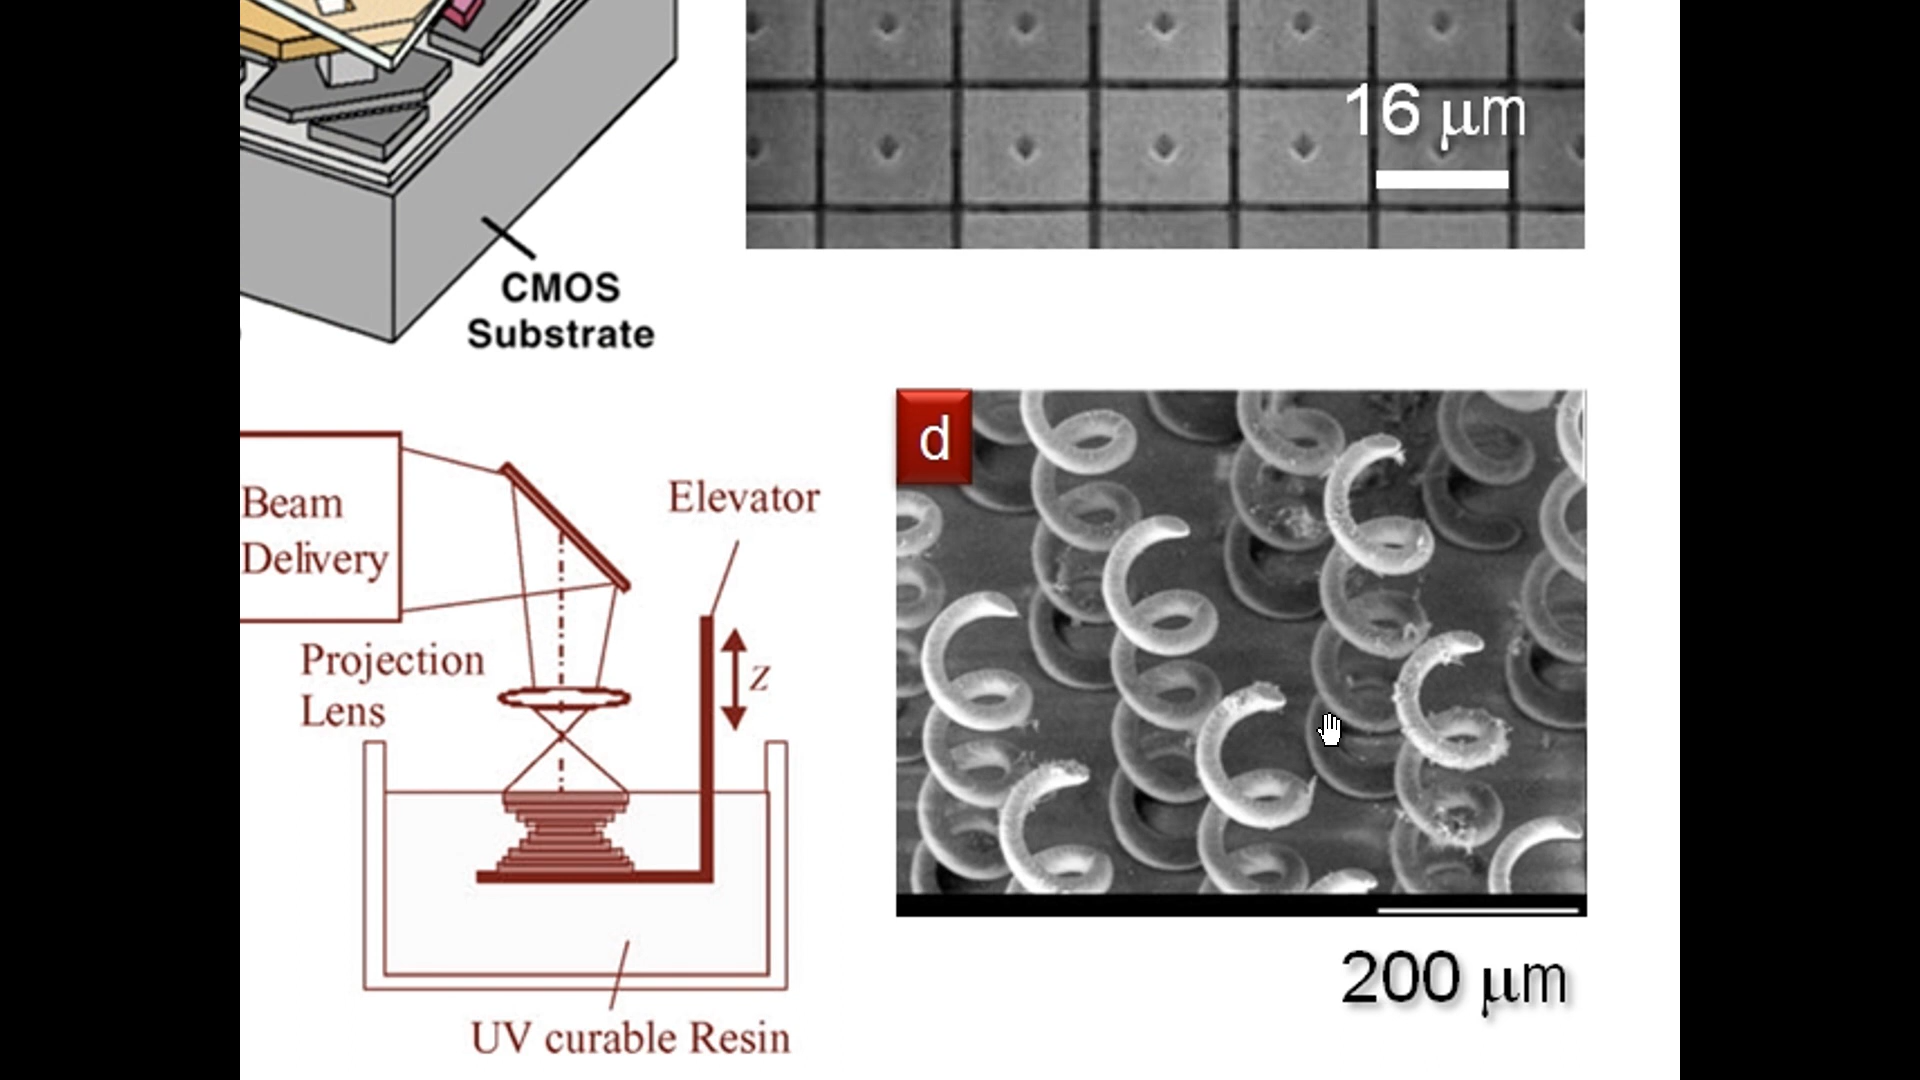 16 μm
CMOS
Substrate
d
Beam
Delivery
Elevator
Projection
Lens
z
200 μm
UV curable Resin